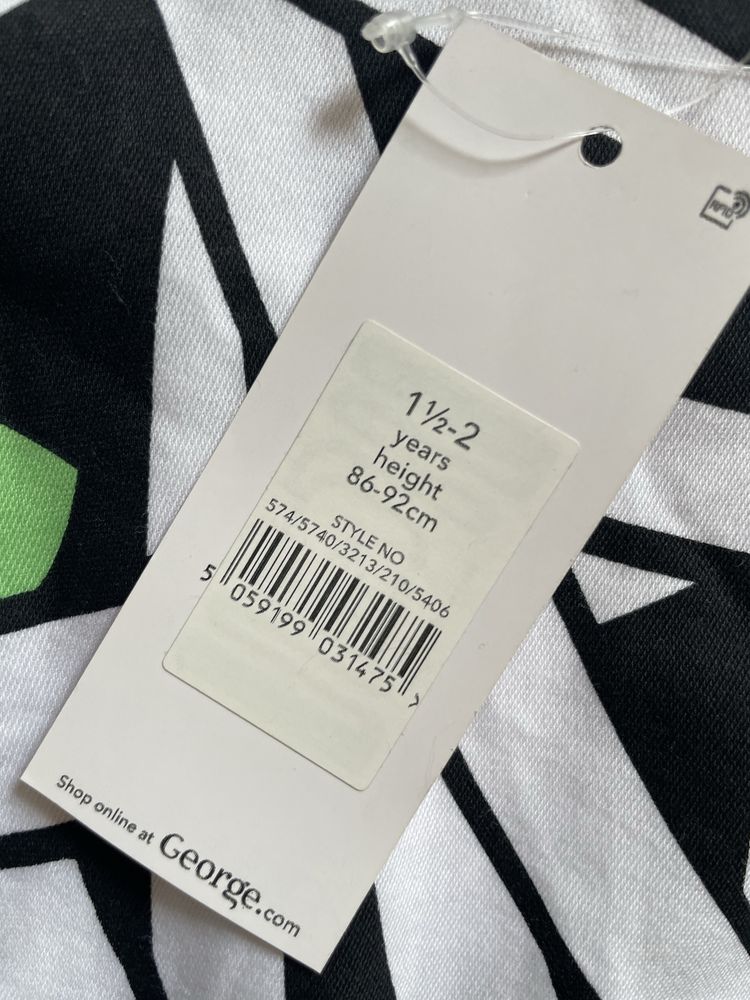 RFID
1½-2
years
height
86-92cm
STYLE NO
574/5740/3213/210/5406
5 059199 031475 >
Shop online at George.com